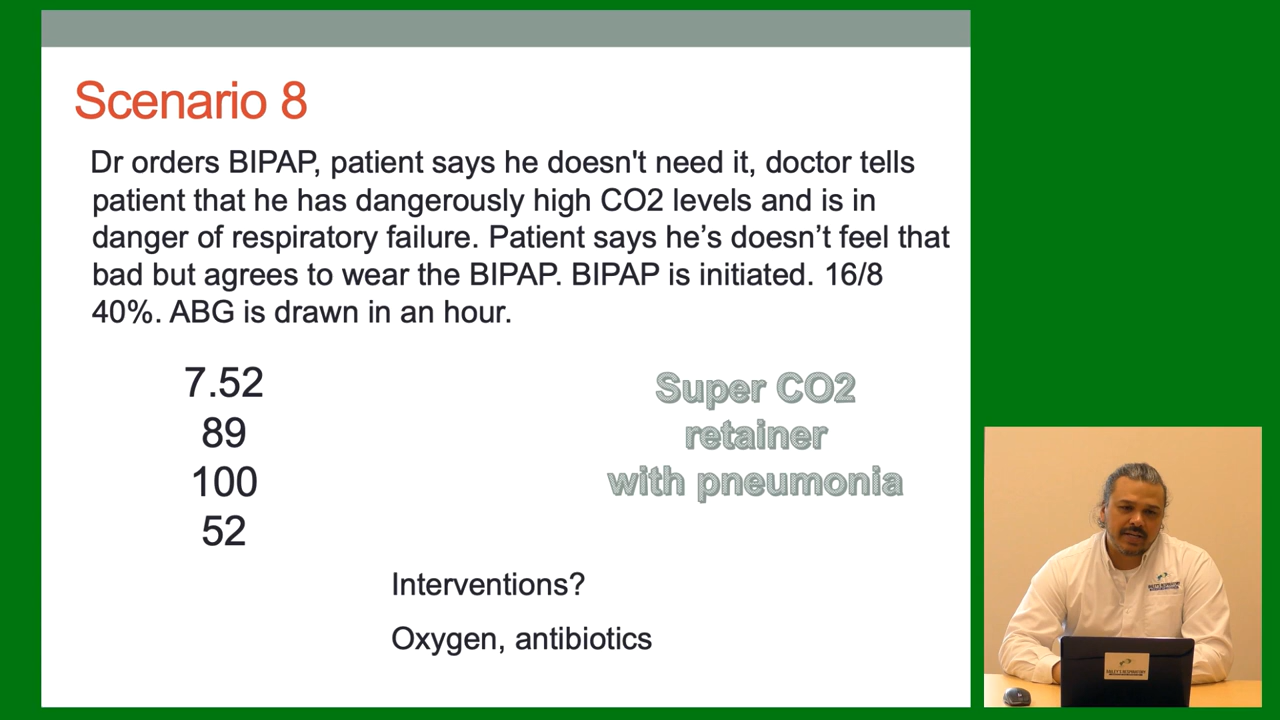 Scenario 8
Dr orders BIPAP, patient says he doesn't need it, doctor tells
patient that he has dangerously high CO2 levels and is in
danger of respiratory failure. Patient says he’s doesn’t feel that
bad but agrees to wear the BIPAP. BIPAP is initiated. 16/8
40%. ABG is drawn in an hour.
7.52
89
100
52
Super CO2
retainer
with pneumonia
Interventions?
Oxygen, antibiotics